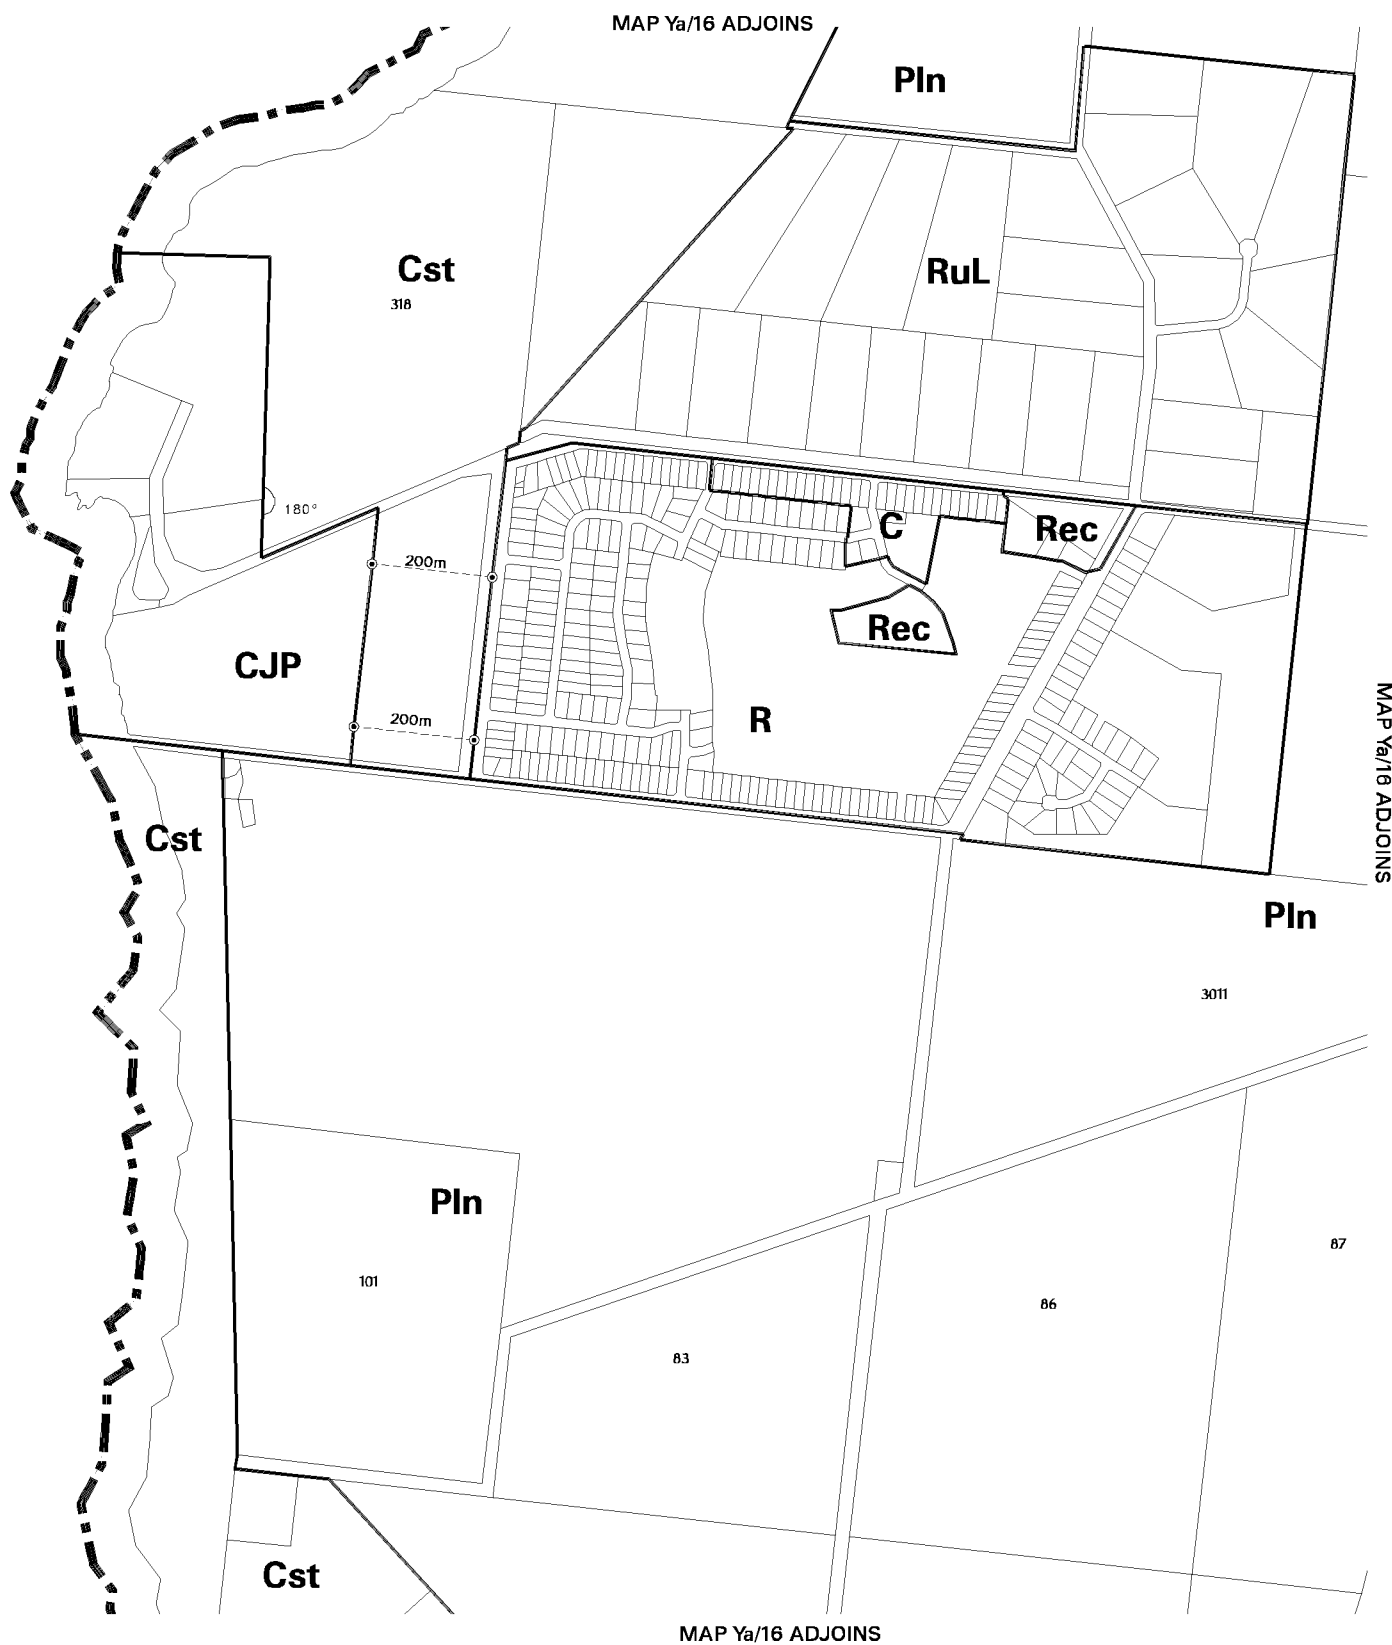 MAP Ya/16 ADJOINS
Pln
Cst
318
RuL
180°
200m
C
Rec
Rec
CJP
200m
R
MAP Ya/16 ADJOINS
Cst
Pln
3011
Pln
101
87
86
83
Cst
MAP Ya/16 ADJOINS